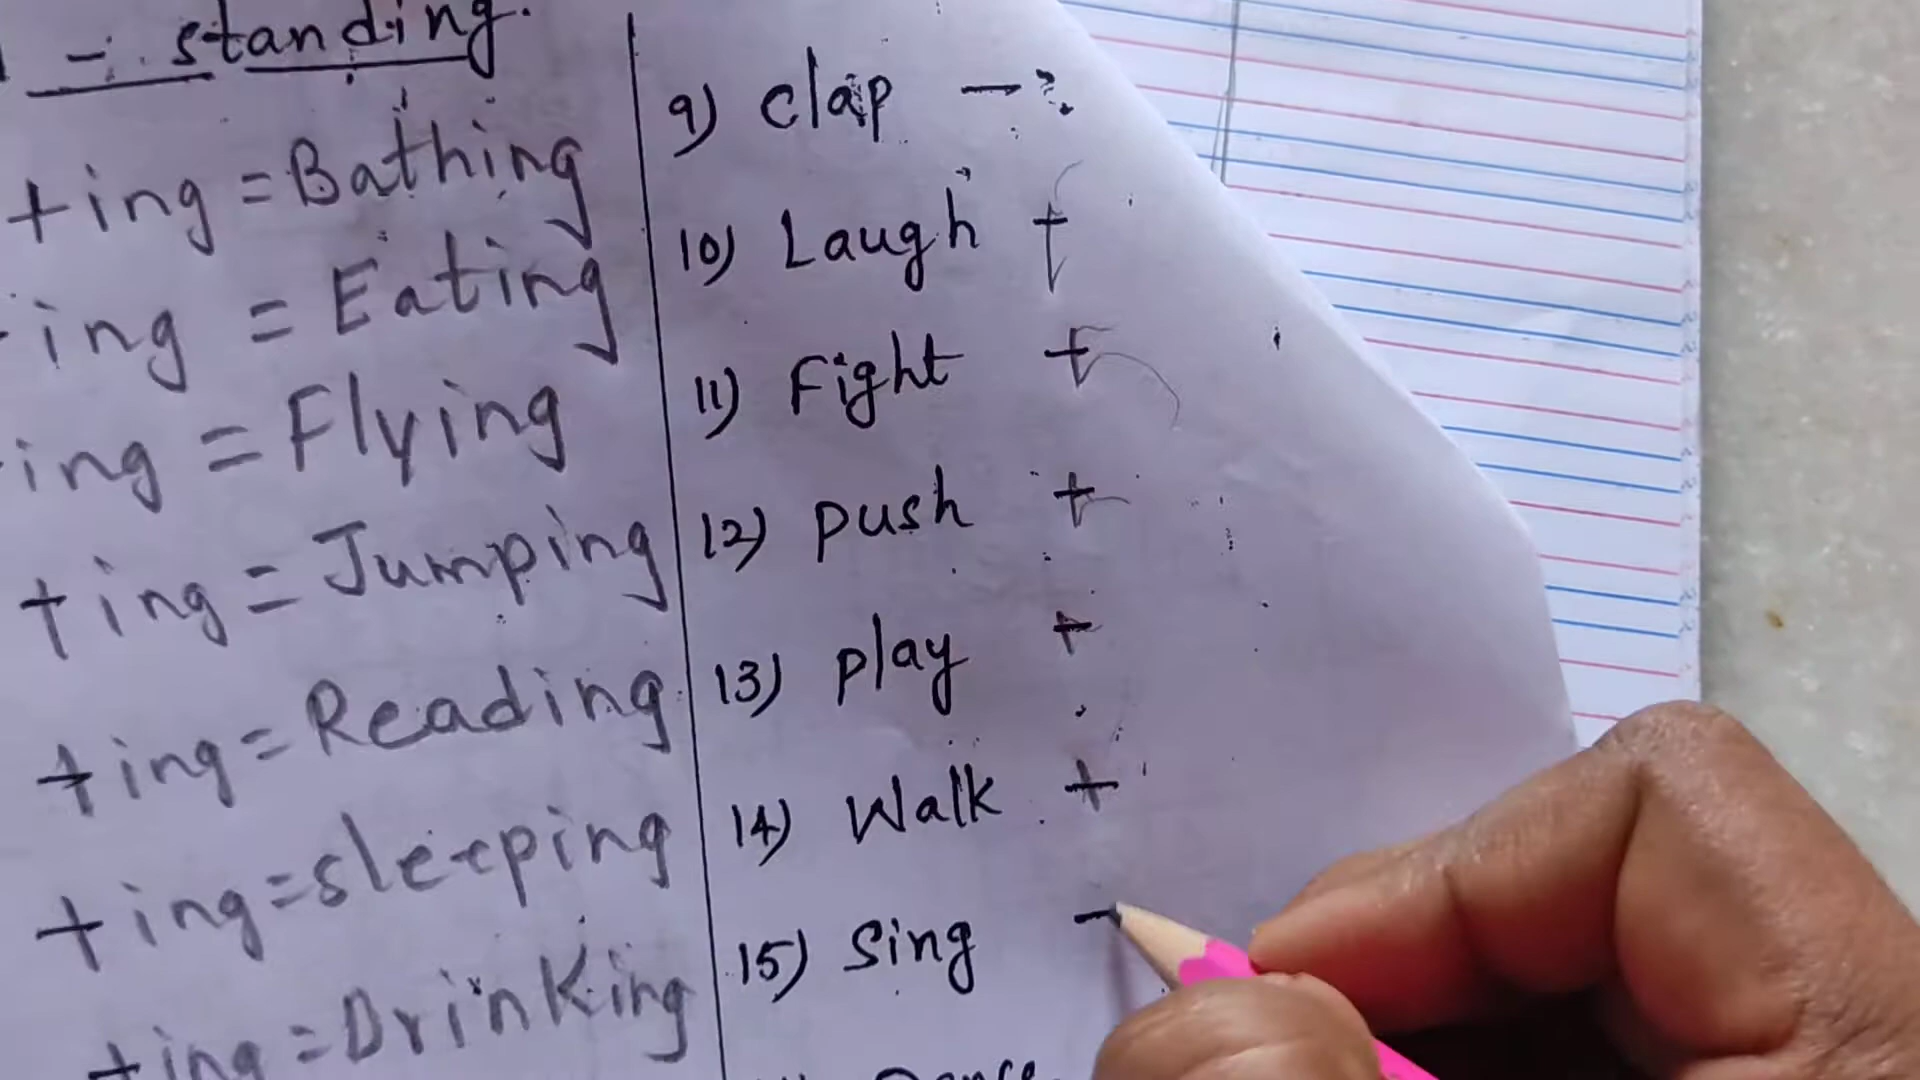 - standing.
+ing = Bathing
ing = Eating
ing = Flying
+ing = Jumping
+ing = Reading
+ing = sleeping
+ing = Drinking
9) clap -
10) Laugh +
11) Fight +
12) push +
13) play +
14) Walk +
15) Sing -
Dance